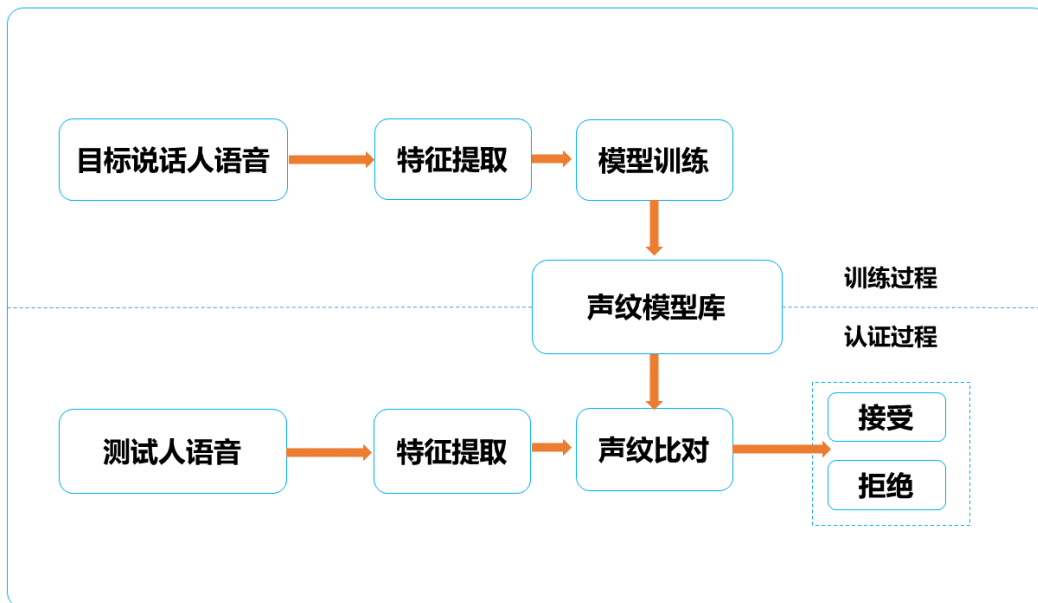 目标说话人语音
特征提取
模型训练
声纹模型库
训练过程
认证过程
测试人语音
特征提取
声纹比对
接受
拒绝